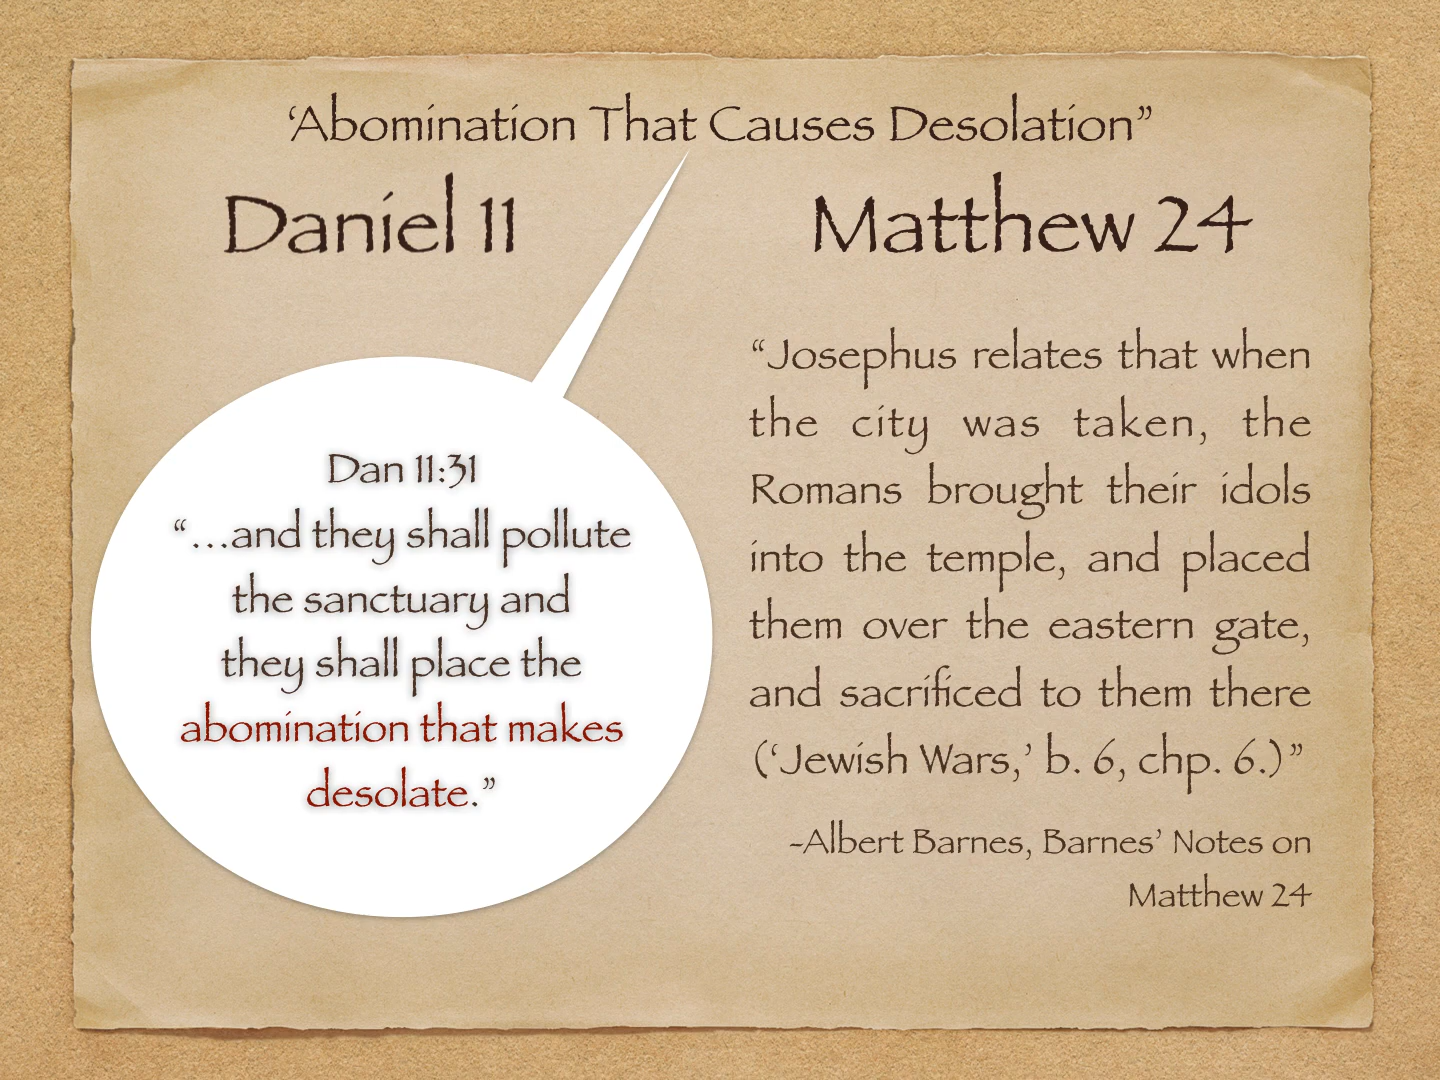 ‘Abomination That Causes Desolation”
Daniel 11
Matthew 24
Dan 11:31
“…and they shall pollute
the sanctuary and
they shall place the
abomination that makes
desolate.”
“Josephus relates that when
the city was taken, the
Romans brought their idols
into the temple, and placed
them over the eastern gate,
and sacrificed to them there
(‘Jewish Wars,’ b. 6, chp. 6.)”
-Albert Barnes, Barnes’ Notes on
Matthew 24